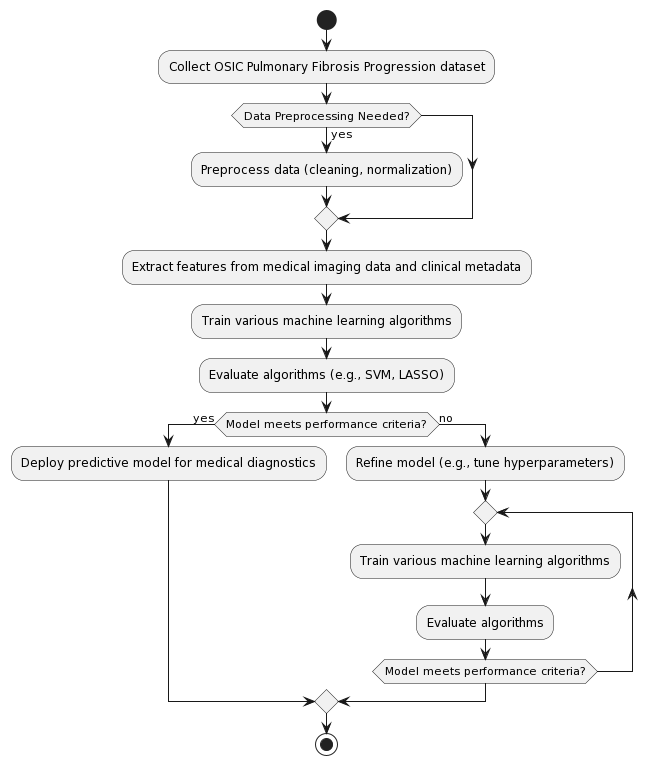 Collect OSIC Pulmonary Fibrosis Progression dataset
Data Preprocessing Needed?
yes
Preprocess data (cleaning, normalization)
Extract features from medical imaging data and clinical metadata
Train various machine learning algorithms
Evaluate algorithms (e.g., SVM, LASSO)
yes
Model meets performance criteria?
no
Deploy predictive model for medical diagnostics
Refine model (e.g., tune hyperparameters)
Train various machine learning algorithms
Evaluate algorithms
Model meets performance criteria?